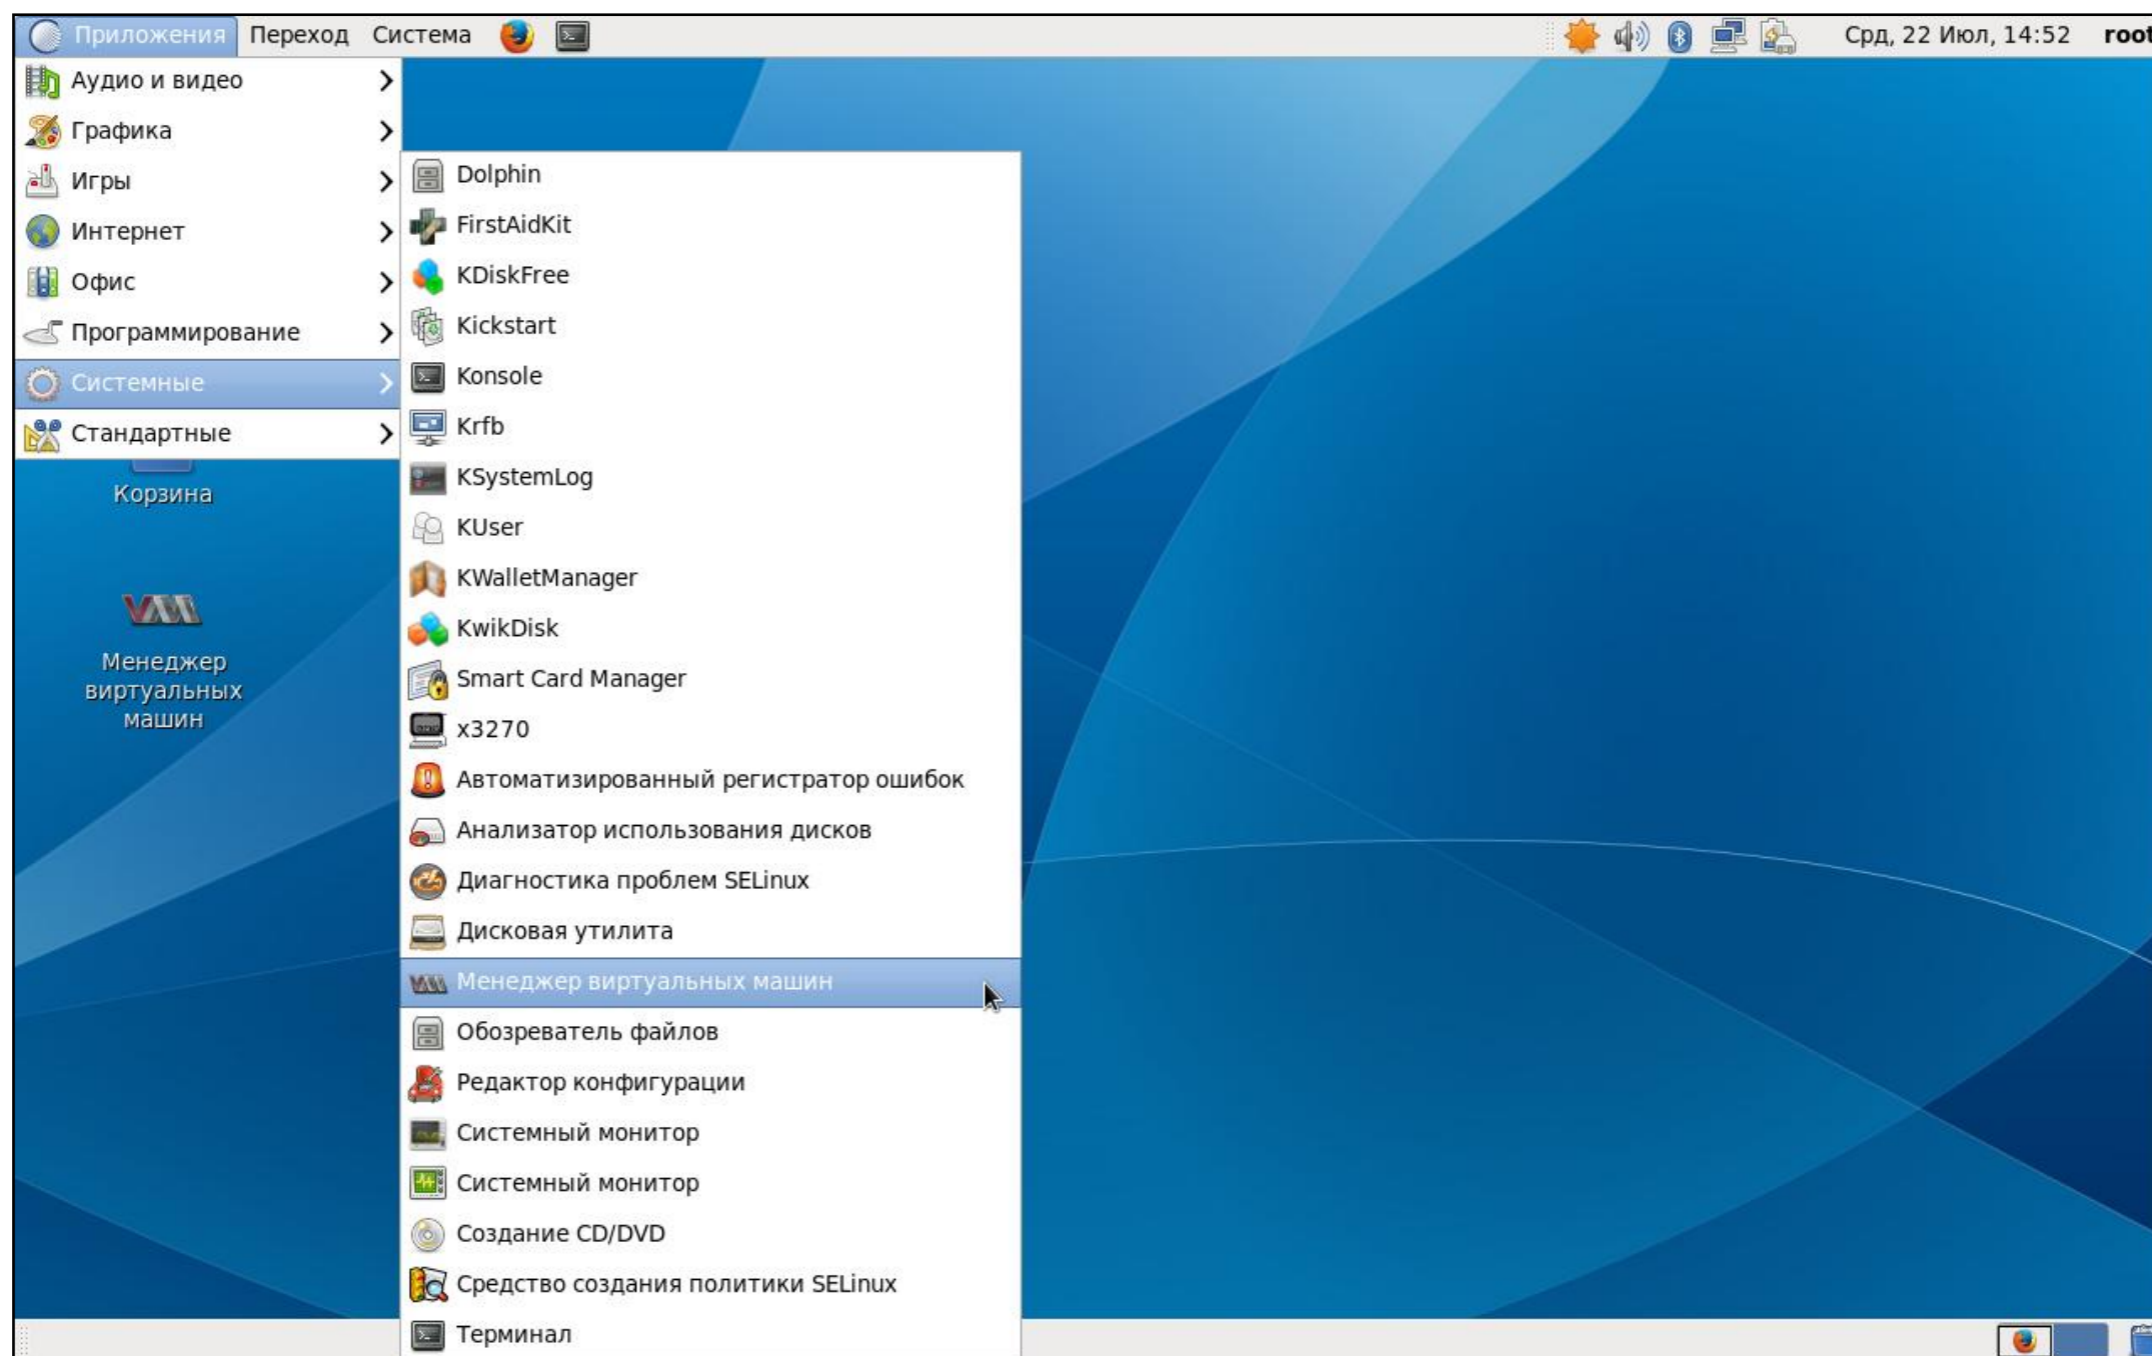 Приложения Переход Система Срд, 22 Июл, 14:52 root
Аудио и видео
Графика
Игры
Интернет
Офис
Программирование
Системные
Стандартные
Корзина
Менеджер
виртуальных
машин
Dolphin
FirstAidKit
KDiskFree
Kickstart
Konsole
Krfb
KSystemLog
KUser
KWalletManager
KwikDisk
Smart Card Manager
x3270
Автоматизированный регистратор ошибок
Анализатор использования дисков
Диагностика проблем SELinux
Дисковая утилита
Менеджер виртуальных машин
Обозреватель файлов
Редактор конфигурации
Системный монитор
Системный монитор
Создание CD/DVD
Средство создания политики SELinux
Терминал